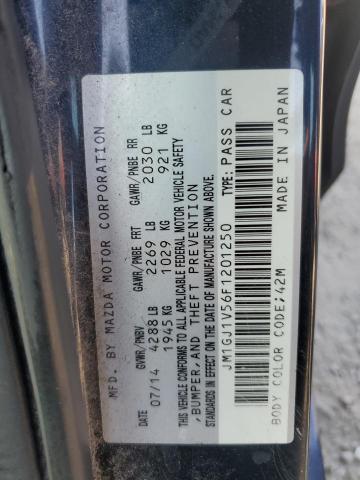 MFD. BY MAZDA MOTOR CORPORATION
DATE GVWR/PNBV GAWR/PNBE FRT GAWR/PNBE RR
07/14 4288 LB 2269 LB 2030 LB
1945 KG 1029 KG 921 KG
THIS VEHICLE CONFORMS TO ALL APPLICABLE FEDERAL MOTOR VEHICLE SAFETY
,BUMPER,AND THEFT PREVENTION
STANDARDS IN EFFECT ON THE DATE OF MANUFACTURE SHOWN ABOVE.
JM1GJ1V56F1201250 TYPE: PASS CAR
BODY COLOR CODE;42M MADE IN JAPAN